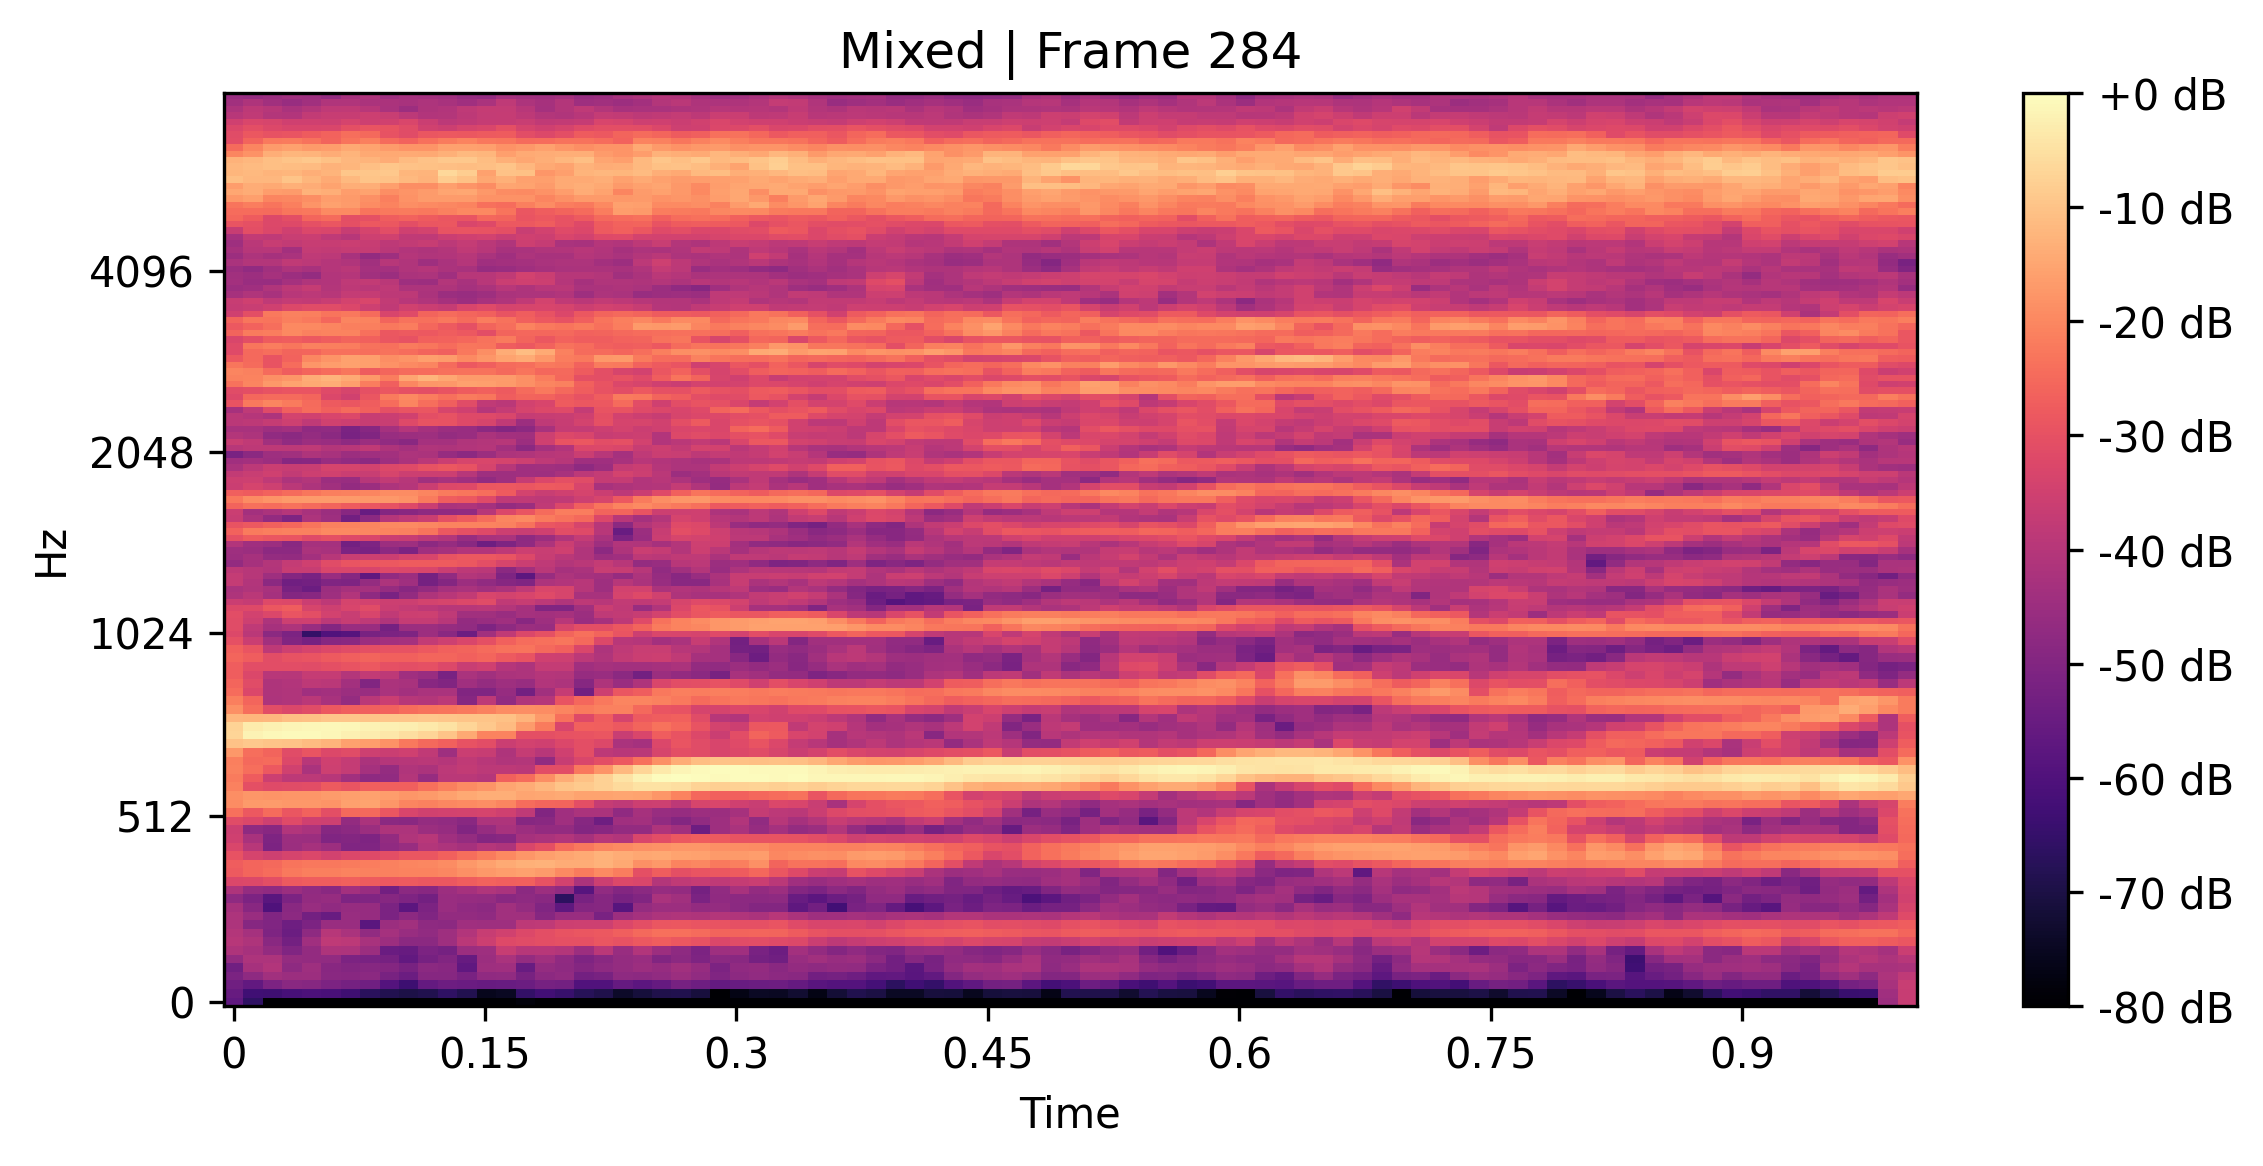 Mixed | Frame 284
Hz
4096
2048
1024
512
0
0 0.15 0.3 0.45 0.6 0.75 0.9
Time
+0 dB
-10 dB
-20 dB
-30 dB
-40 dB
-50 dB
-60 dB
-70 dB
-80 dB